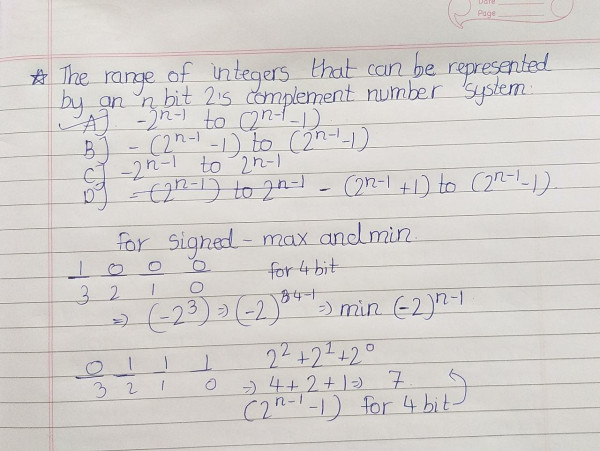 Date
Page
☆ The range of integers that can be represented
by an n bit 2's complement number system.
✓ A] -2^{n-1} to (2^{n-1}-1)
B] -(2^{n-1}-1) to (2^{n-1}-1)
C] -2^{n-1} to 2^{n-1}
D] -(2^{n-1}) to 2^{n-1} - (2^{n-1}+1) to (2^{n-1}-1).
for signed - max and min.
1 0 0 0 for 4 bit
3 2 1 0
⇒ (-2^3) ⇒ (-2)^{4-1} ⇒ min (-2)^{n-1}
0 1 1 1 2^2+2^1+2^0
3 2 1 0 ⇒ 4+2+1 ⇒ 7.
(2^{n-1}-1) for 4 bit